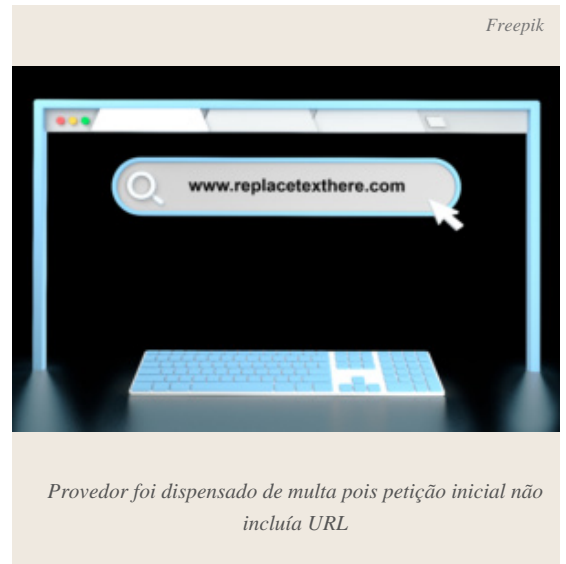 Freepik
www.replacetexthere.com
Provedor foi dispensado de multa pois petição inicial não
incluía URL